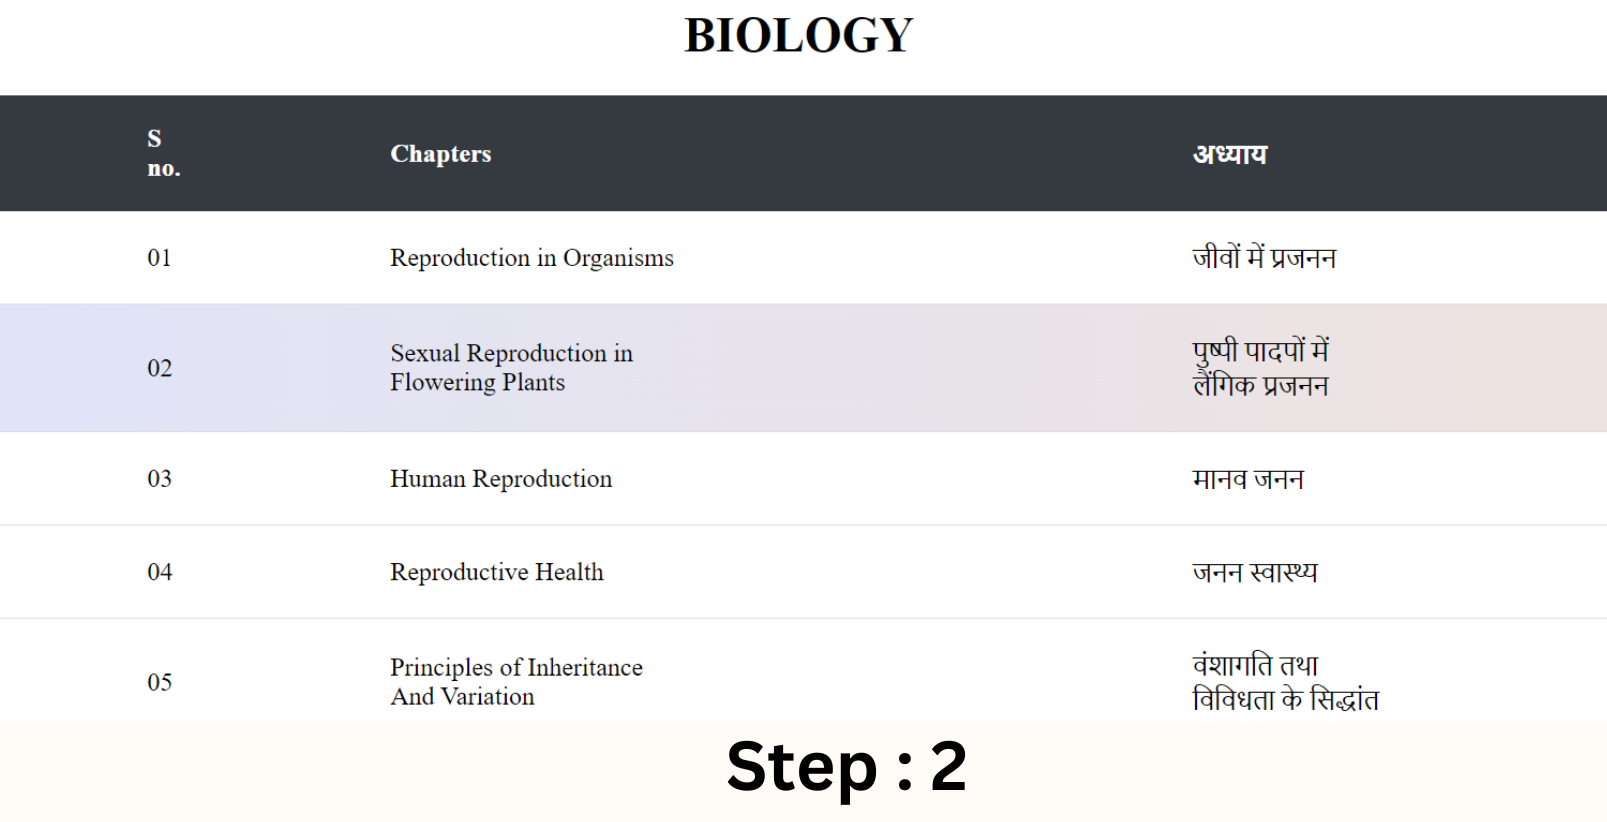 BIOLOGY
S
no.
Chapters
अध्याय
01
Reproduction in Organisms
जीवों में प्रजनन
02
Sexual Reproduction in
Flowering Plants
पुष्पी पादपों में
लैंगिक प्रजनन
03
Human Reproduction
मानव जनन
04
Reproductive Health
जनन स्वास्थ्य
05
Principles of Inheritance
And Variation
वंशागति तथा
विविधता के सिद्धांत
Step : 2